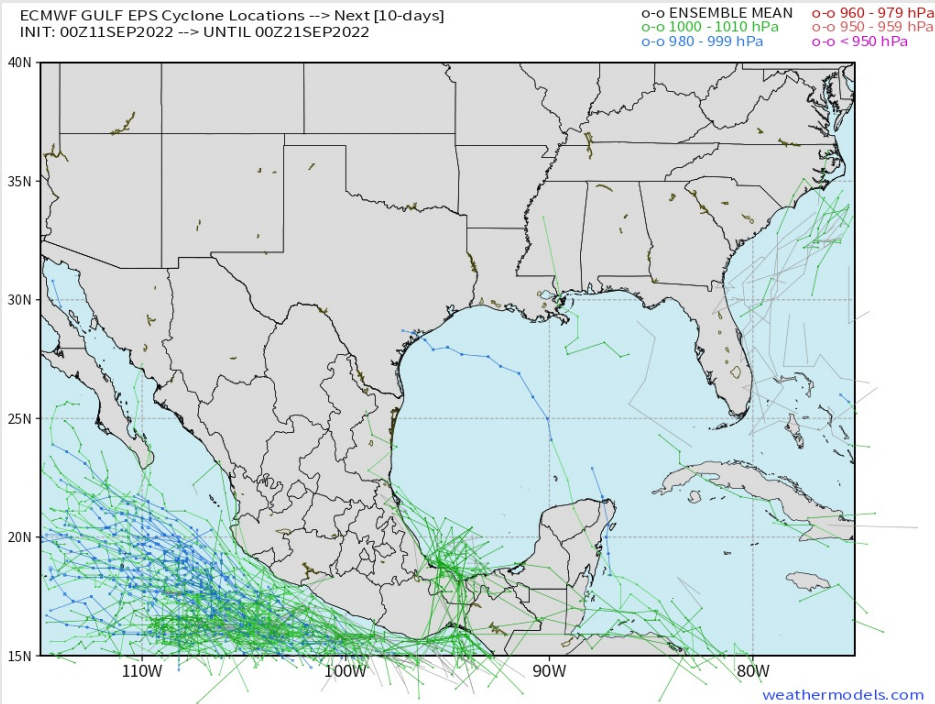 ECMWF GULF EPS Cyclone Locations --> Next [10-days]
INIT: 00Z11SEP2022 --> UNTIL 00Z21SEP2022
o-o ENSEMBLE MEAN
o-o 1000 - 1010 hPa
o-o 980 - 999 hPa
o-o 960 - 979 hPa
o-o 950 - 959 hPa
o-o < 950 hPa
40N
35N
30N
25N
20N
15N
110W 100W 90W 80W
weathermodels.com